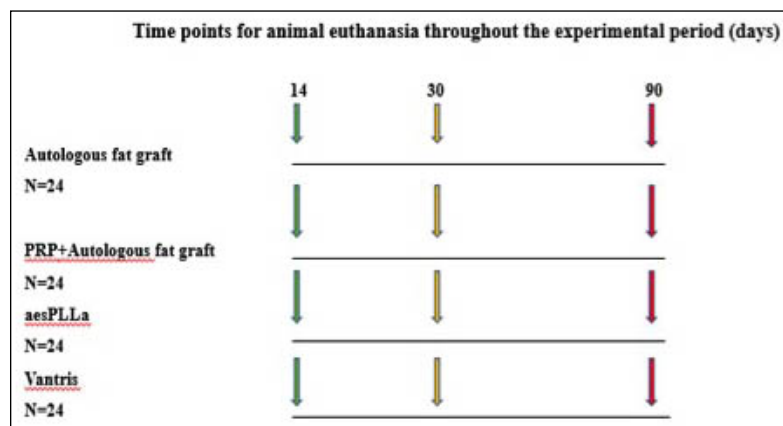 Time points for animal euthanasia throughout the experimental period (days)
14 30 90
Autologous fat graft
N=24
PRP+Autologous fat graft
N=24
aesPLLa
N=24
Vantris
N=24